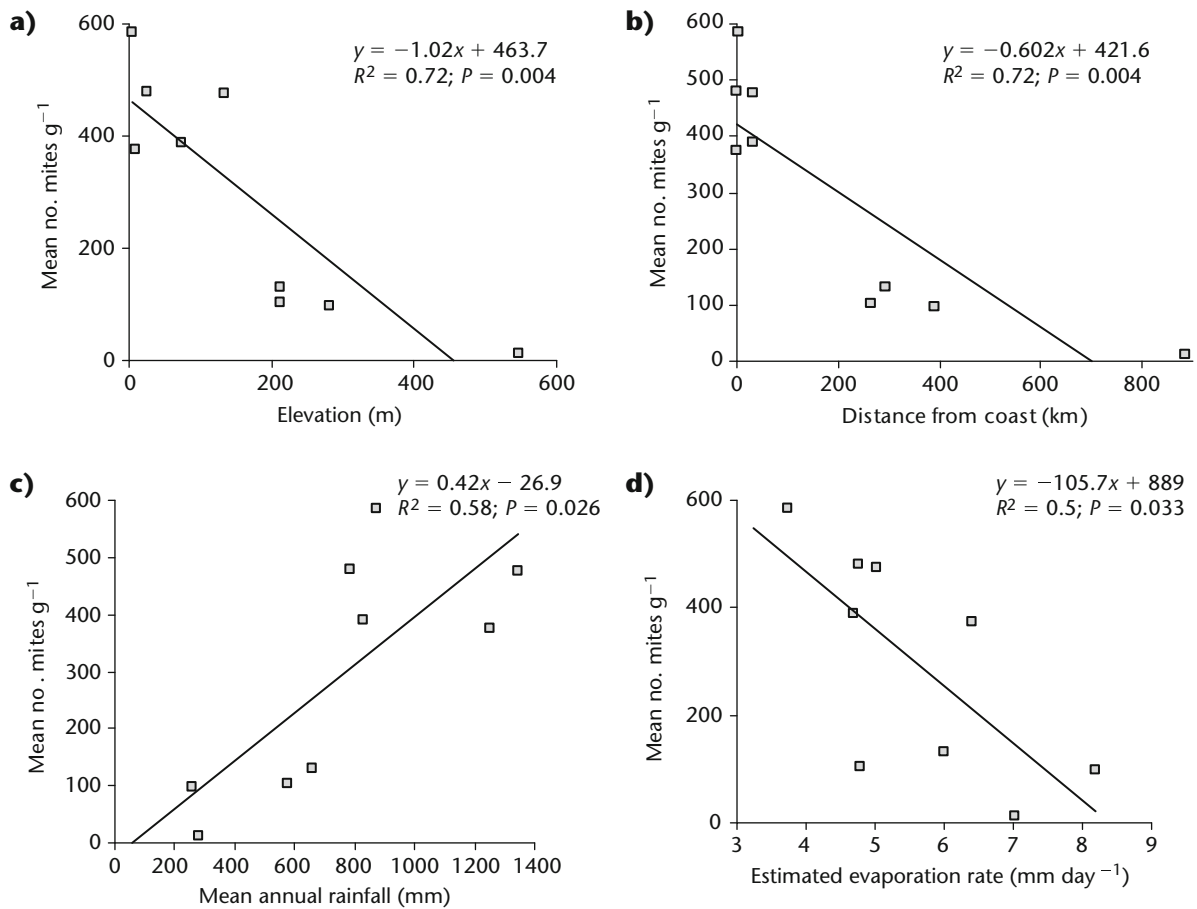 a)
y = −1.02x + 463.7
R² = 0.72; P = 0.004
600
400
200
0
Mean no. mites g⁻¹
0 200 400 600
Elevation (m)
b)
y = −0.602x + 421.6
R² = 0.72; P = 0.004
600
500
400
300
200
100
0
Mean no. mites g⁻¹
0 200 400 600 800
Distance from coast (km)
c)
y = 0.42x − 26.9
R² = 0.58; P = 0.026
600
500
400
300
200
100
0
Mean no . mites g⁻¹
0 200 400 600 800 1000 1200 1400
Mean annual rainfall (mm)
d)
y = −105.7x + 889
R² = 0.5; P = 0.033
600
400
200
0
Mean no. mites g⁻¹
3 4 5 6 7 8 9
Estimated evaporation rate (mm day ⁻¹)